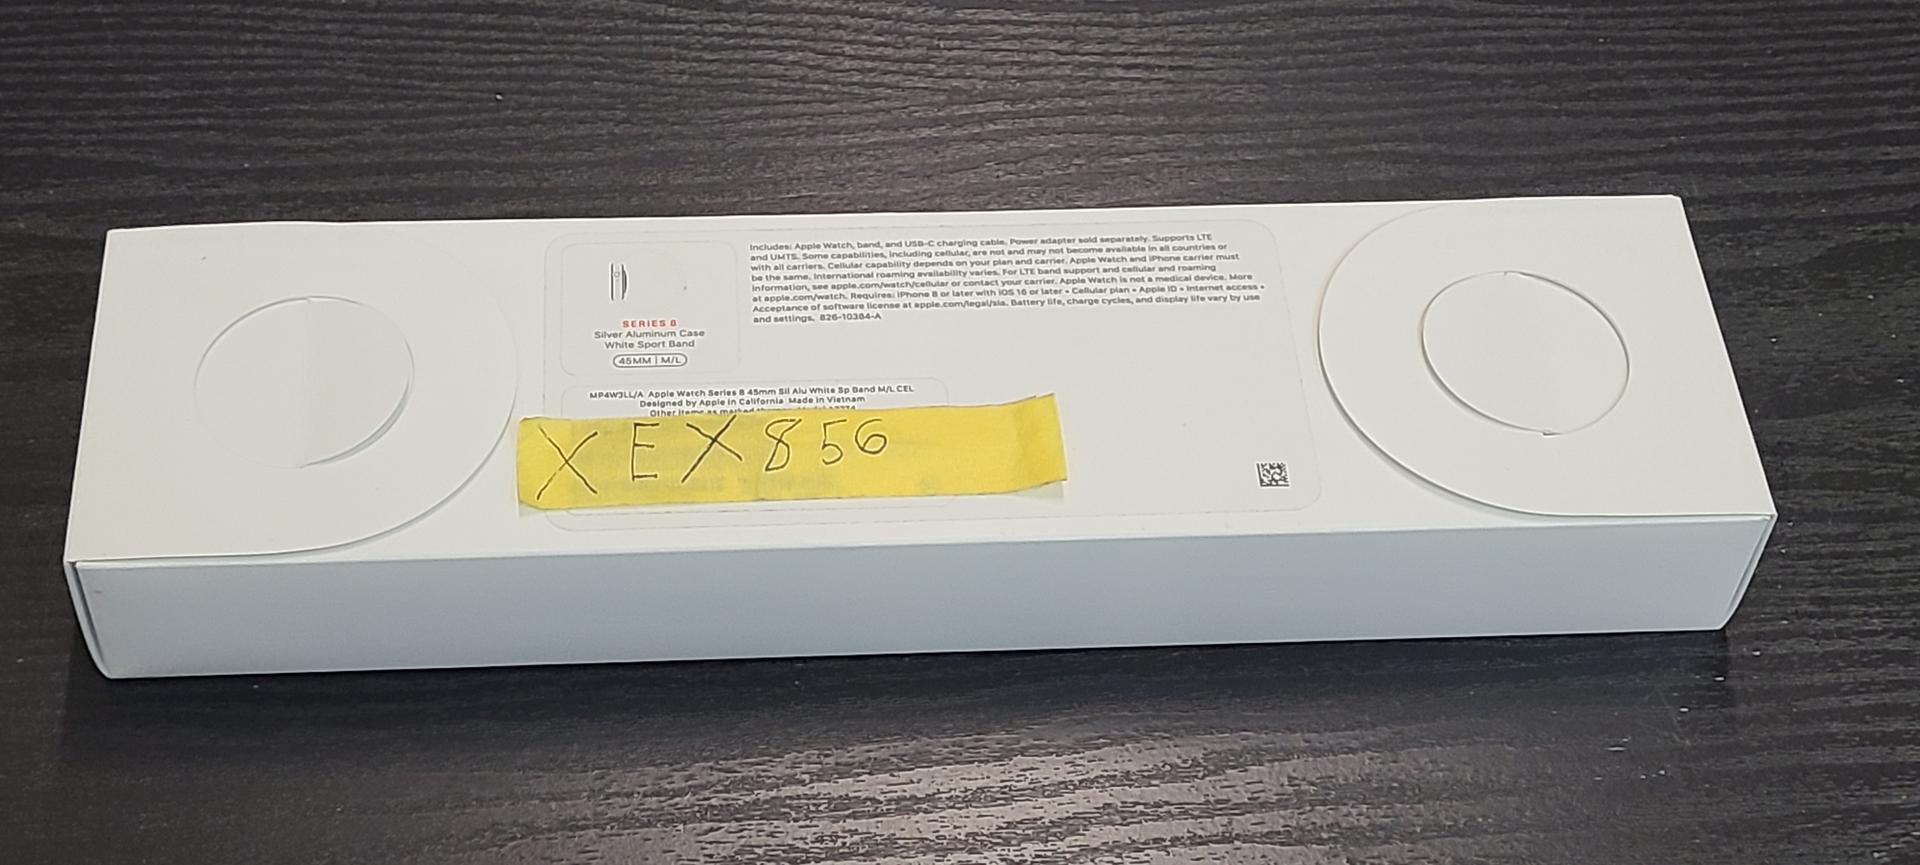 Includes: Apple Watch, band, and USB-C charging cable. Power adapter sold separately. Supports LTE
and UMTS. Some capabilities, including cellular, are not and may not become available in all countries or
with all carriers. Cellular capability depends on your plan and carrier. Apple Watch and iPhone carrier must
be the same. International roaming availability varies. For LTE band support and cellular and roaming
information, see apple.com/watch/cellular or contact your carrier. Apple Watch is not a medical device. More
at apple.com/watch. Requires: iPhone 8 or later with iOS 16 or later • Cellular plan • Apple ID • Internet access •
Acceptance of software license at apple.com/legal/sla. Battery life, charge cycles, and display life vary by use
and settings. 826-10384-A
SERIES 8
Silver Aluminum Case
White Sport Band
45MM | M/L
MP4W3LL/A Apple Watch Series 8 45mm Sil Alu White Sp Band M/L CEL
Designed by Apple in California Made in Vietnam
Other items as marked
XEX856